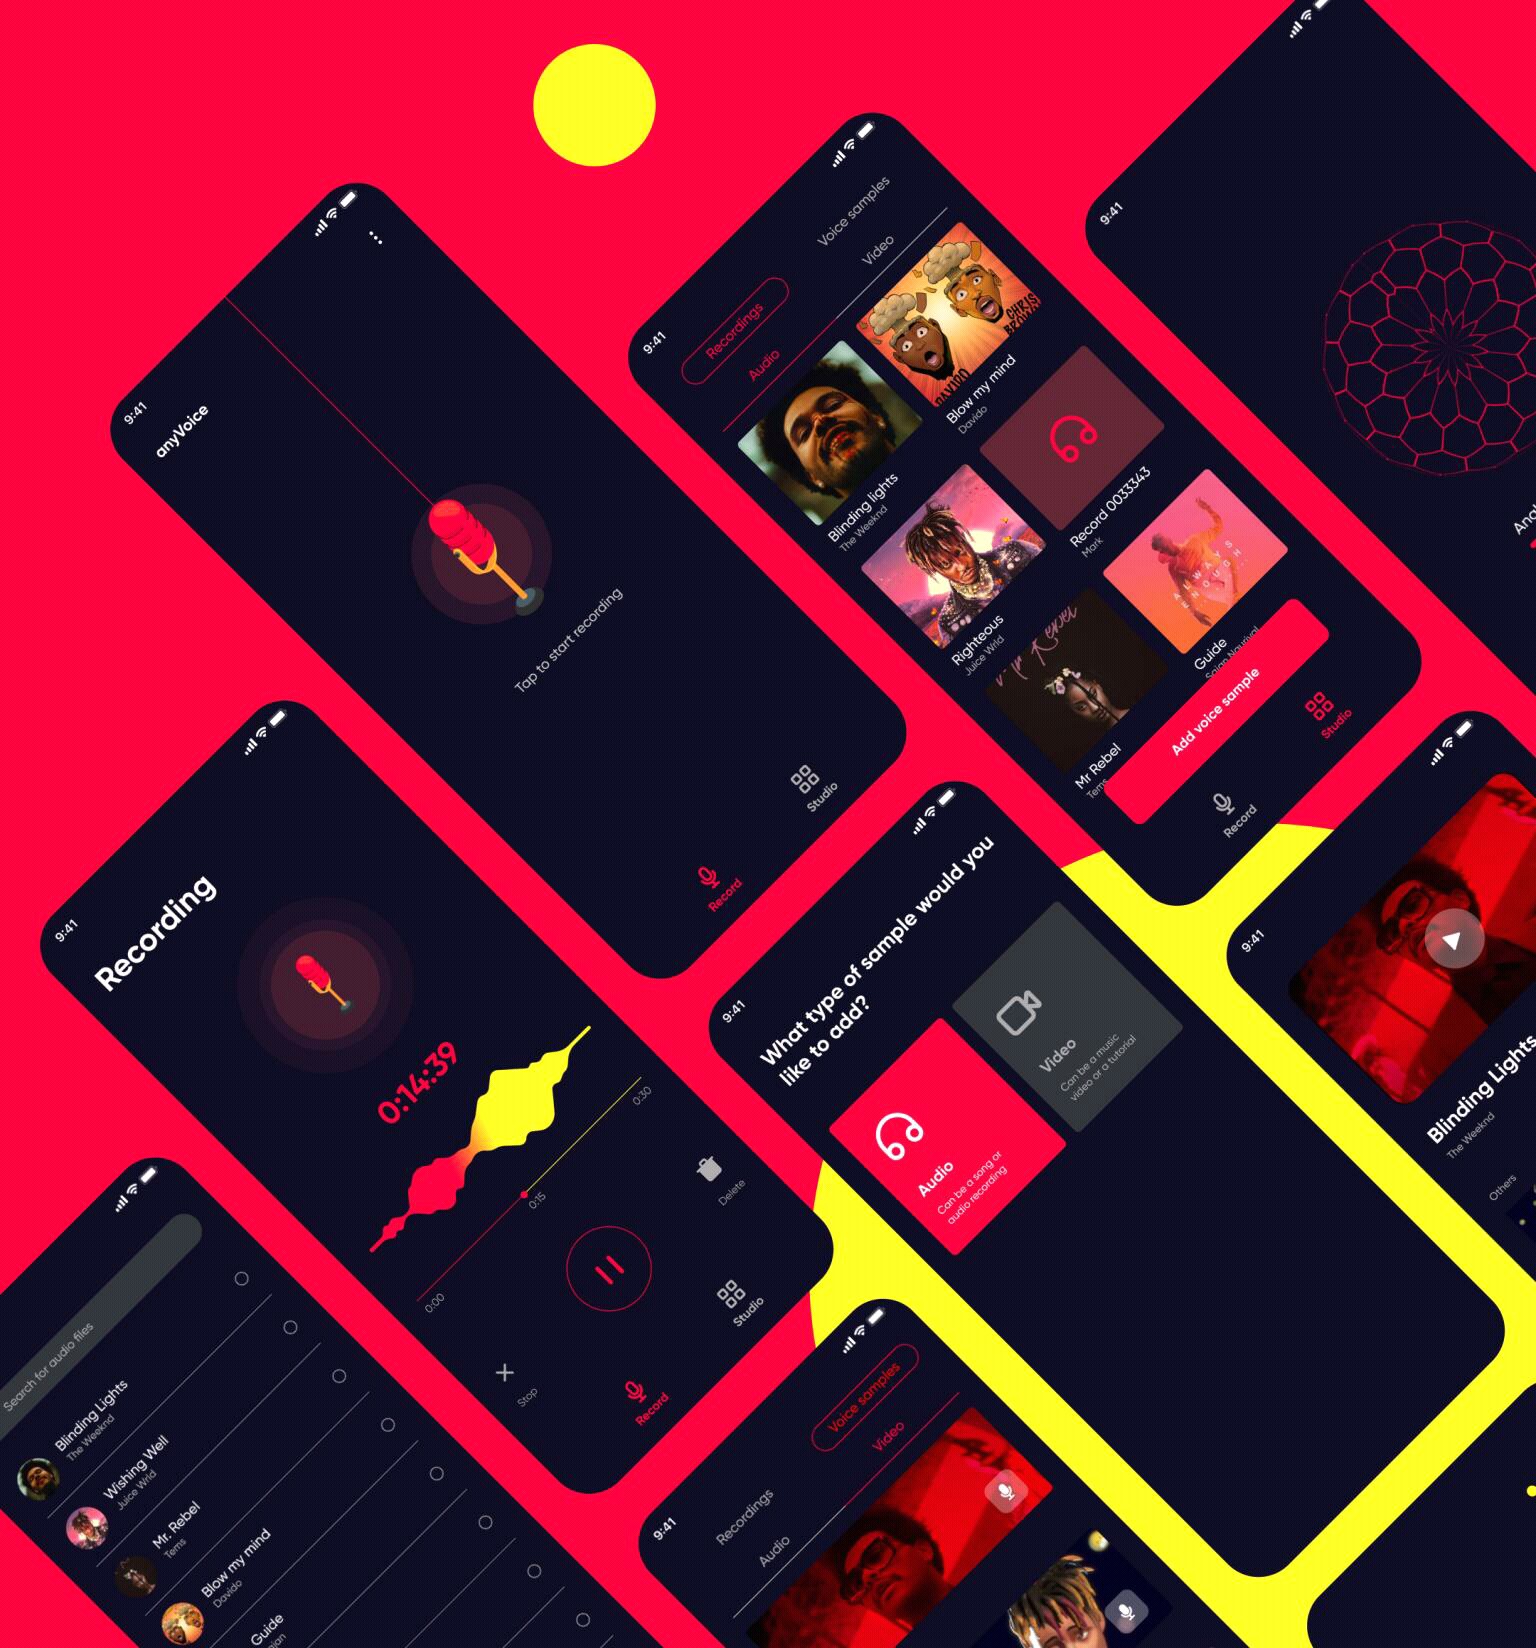 9:41
anyVoice
Tap to start recording
Record
Studio
9:41
Recordings
Voice samples
Audio
Video
Blinding lights
The Weeknd
CHRIS
DAVIDO
Blow my mind
Davido
Righteous
Juice Wrld
Record 0033343
Mark
Mr Rebel
Mr Rebel
Tems
ALWAYS
ENOUGH
Guide
Add voice sample
Record
Studio
9:41
9:41
Recording
0:14:39
0:00
0:15
0:30
Stop
Delete
Record
Studio
9:41
What type of sample would you
like to add?
Audio
Can be a song or
audio recording
Video
Can be a music
video or a tutorial
9:41
Blinding Lights
The Weeknd
Others
Search for audio files
Blinding Lights
The Weeknd
Wishing Well
Juice Wrld
Mr. Rebel
Tems
Blow my mind
Davido
Guide
9:41
Recordings
Voice samples
Audio
Video